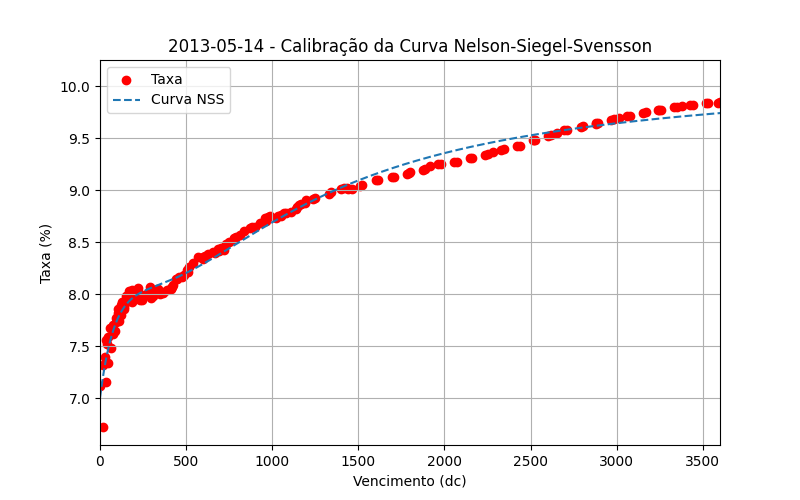 2013-05-14 - Calibração da Curva Nelson-Siegel-Svensson
Taxa
Curva NSS
Taxa (%)
10.0
9.5
9.0
8.5
8.0
7.5
7.0
0 500 1000 1500 2000 2500 3000 3500
Vencimento (dc)